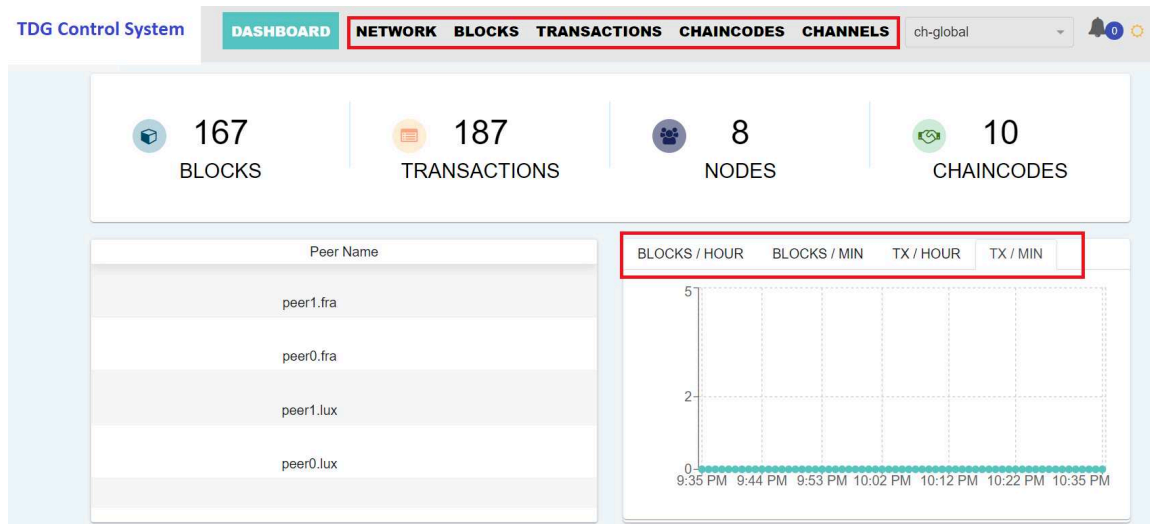 TDG Control System DASHBOARD NETWORK BLOCKS TRANSACTIONS CHAINCODES CHANNELS ch-global 0
167 187 8 10
BLOCKS TRANSACTIONS NODES CHAINCODES
Peer Name
peer1.fra
peer0.fra
peer1.lux
peer0.lux
BLOCKS / HOUR BLOCKS / MIN TX / HOUR TX / MIN
5
2
0
9:35 PM 9:44 PM 9:53 PM 10:02 PM 10:12 PM 10:22 PM 10:35 PM